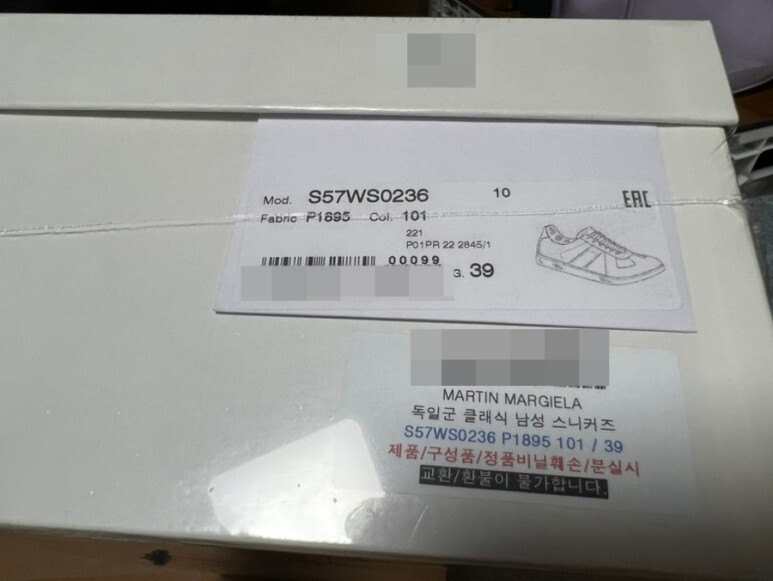 Mod. S57WS0236 10
EAC
Fabric P1895 Col. 101
221
P01PR 22 2845/1
00099
G. 39
MARTIN MARGIELA
독일군 클래식 남성 스니커즈
S57WS0236 P1895 101 / 39
제품/구성품/정품비닐훼손/분실시
교환/환불이 불가합니다.